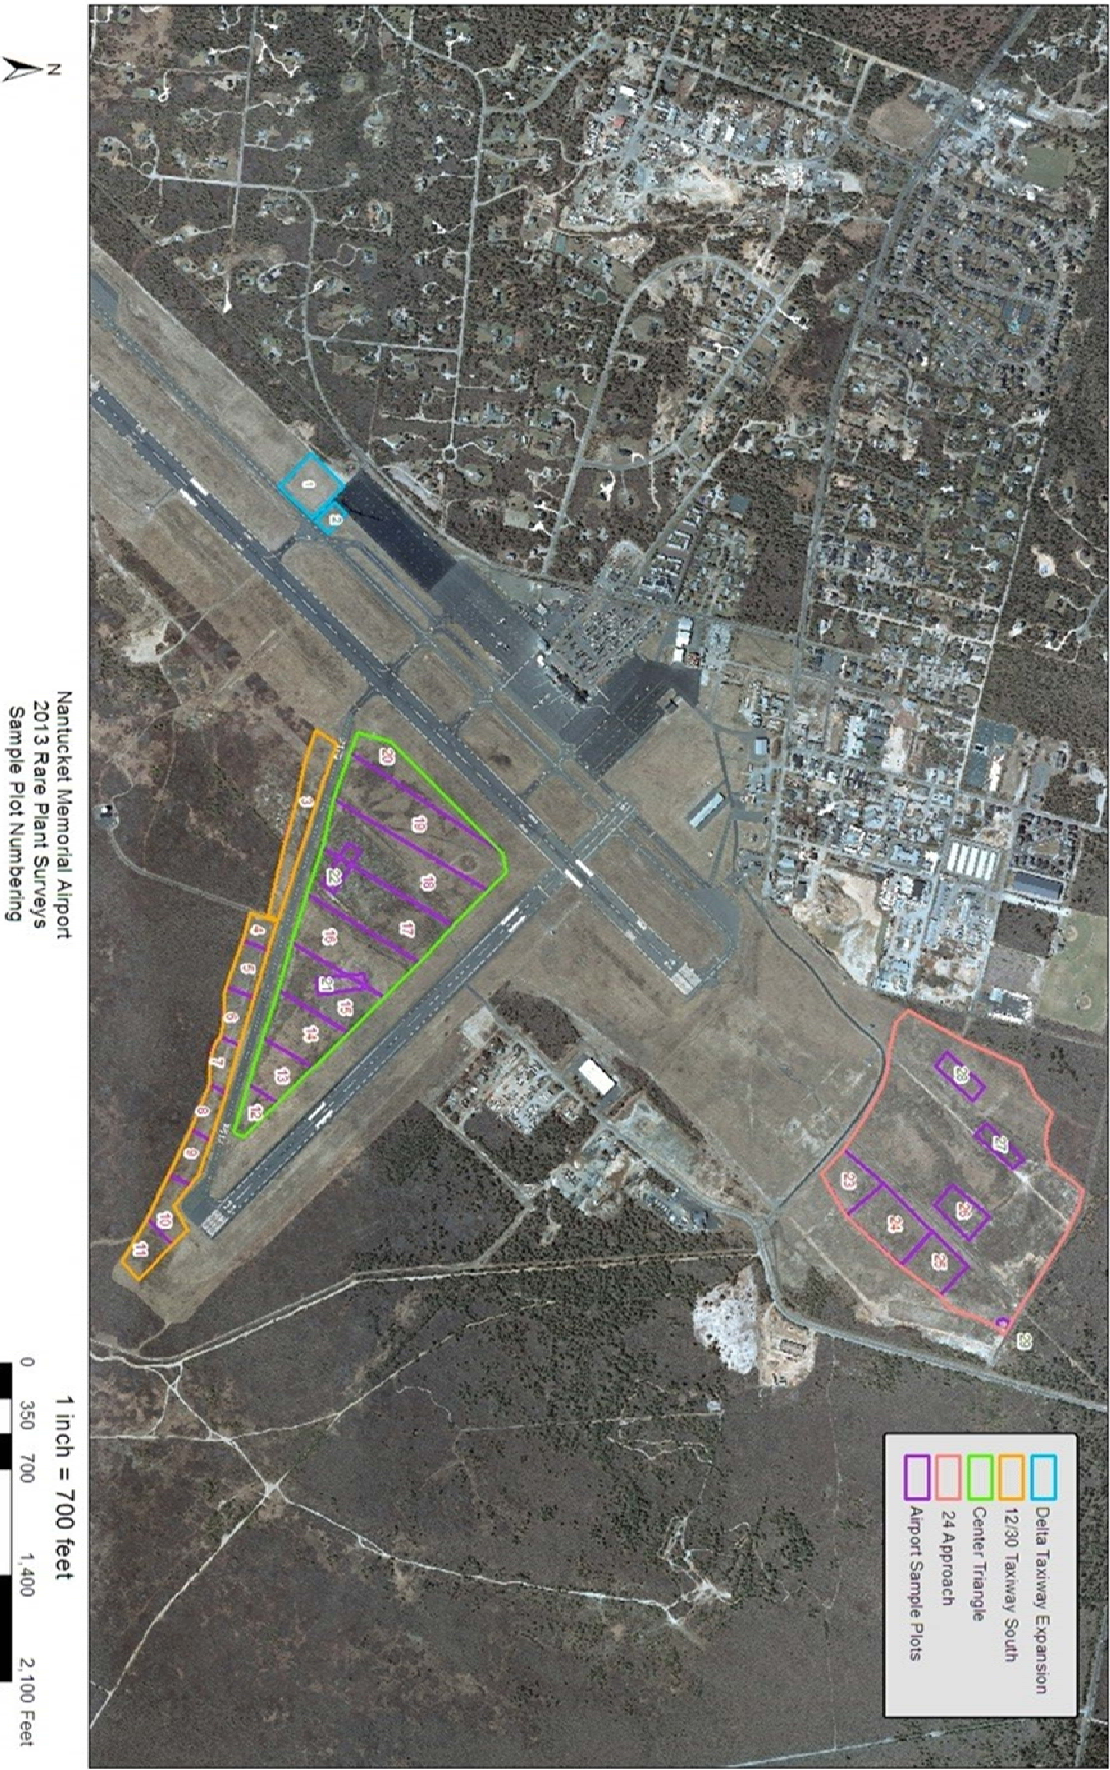 Delta Taxiway Expansion
12/30 Taxiway South
Center Triangle
24 Approach
Airport Sample Plots
28
27
26
23
24
25
29
1
2
20
19
18
17
22
16
21
15
14
13
12
3
4
5
6
7
8
9
10
11
N
Nantucket Memorial Airport
2013 Rare Plant Surveys
Sample Plot Numbering
1 inch = 700 feet
0 350 700 1,400 2,100 Feet